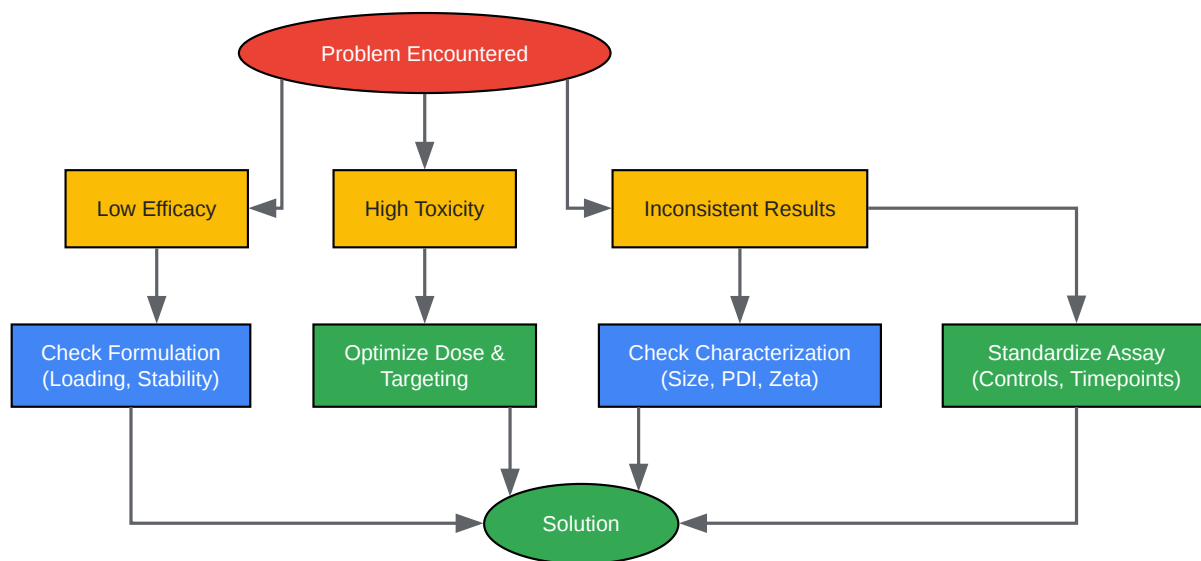 Problem Encountered
Low Efficacy
High Toxicity
Inconsistent Results
Check Formulation
(Loading, Stability)
Optimize Dose &
Targeting
Check Characterization
(Size, PDI, Zeta)
Standardize Assay
(Controls, Timepoints)
Solution